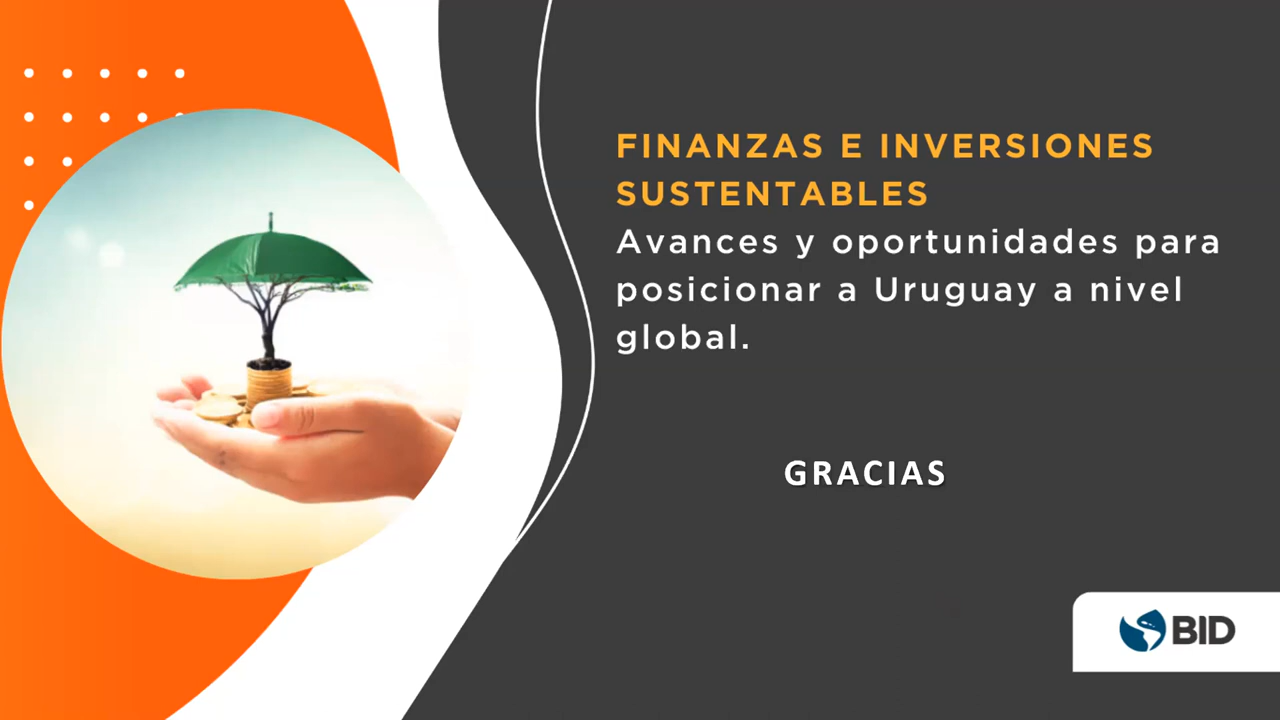 FINANZAS E INVERSIONES
SUSTENTABLES
Avances y oportunidades para
posicionar a Uruguay a nivel
global.
GRACIAS
BID